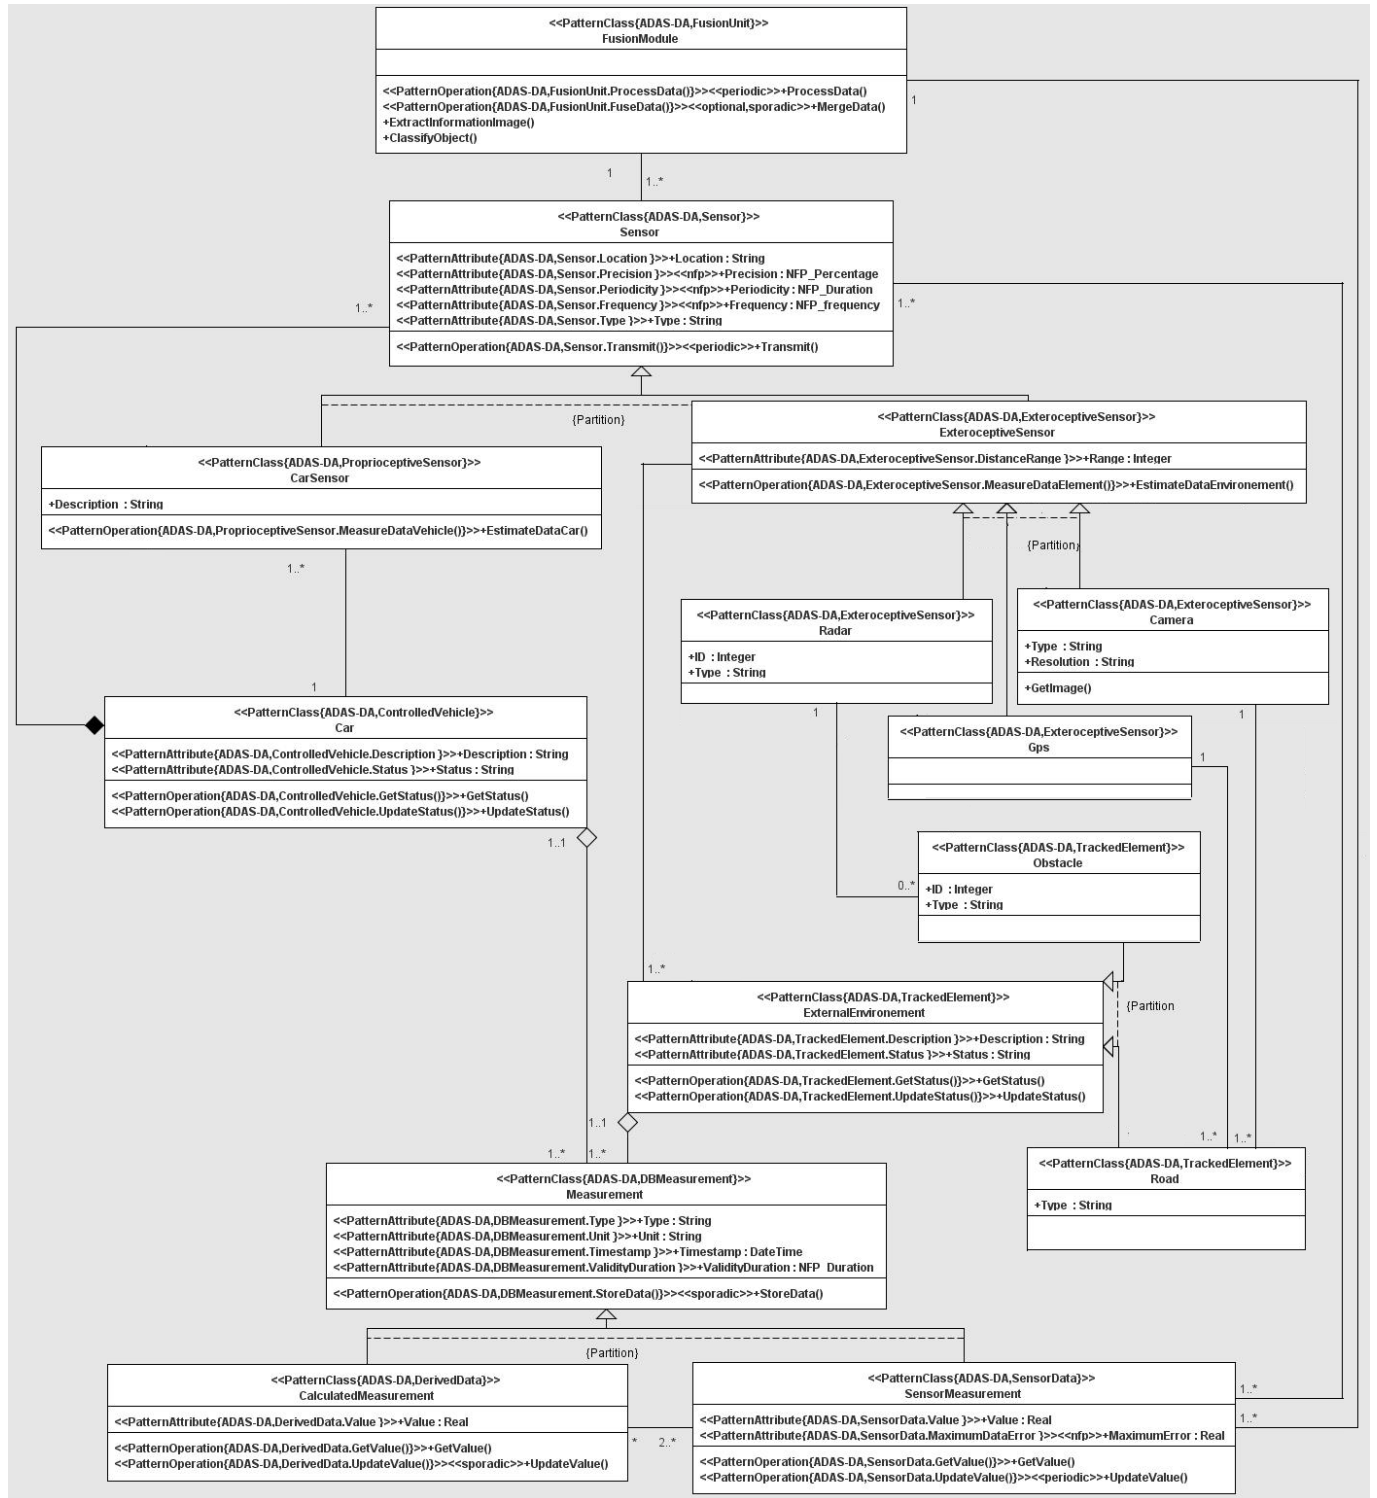 <<PatternClass{ADAS-DA,FusionUnit}>>
FusionModule
<<PatternOperation{ADAS-DA,FusionUnit.ProcessData()}>><<periodic>>+ProcessData()
<<PatternOperation{ADAS-DA,FusionUnit.FuseData()}>><<optional,sporadic>>+MergeData()
+ExtractInformationImage()
+ClassifyObject()
1
1
1..*
<<PatternClass{ADAS-DA,Sensor}>>
Sensor
<<PatternAttribute{ADAS-DA,Sensor.Location }>>+Location : String
<<PatternAttribute{ADAS-DA,Sensor.Precision }>><<nfp>>+Precision : NFP_Percentage
<<PatternAttribute{ADAS-DA,Sensor.Periodicity }>><<nfp>>+Periodicity : NFP_Duration
<<PatternAttribute{ADAS-DA,Sensor.Frequency }>><<nfp>>+Frequency : NFP_frequency
<<PatternAttribute{ADAS-DA,Sensor.Type }>>+Type : String
<<PatternOperation{ADAS-DA,Sensor.Transmit()}>><<periodic>>+Transmit()
1..*
1..*
{Partition}
<<PatternClass{ADAS-DA,ExteroceptiveSensor}>>
ExteroceptiveSensor
<<PatternAttribute{ADAS-DA,ExteroceptiveSensor.DistanceRange }>>+Range : Integer
<<PatternOperation{ADAS-DA,ExteroceptiveSensor.MeasureDataElement()}>>+EstimateDataEnvironement()
<<PatternClass{ADAS-DA,ProprioceptiveSensor}>>
CarSensor
+Description : String
<<PatternOperation{ADAS-DA,ProprioceptiveSensor.MeasureDataVehicle()}>>+EstimateDataCar()
{Partition}
1..*
1
<<PatternClass{ADAS-DA,ExteroceptiveSensor}>>
Radar
+ID : Integer
+Type : String
1
<<PatternClass{ADAS-DA,ExteroceptiveSensor}>>
Camera
+Type : String
+Resolution : String
+GetImage()
1
<<PatternClass{ADAS-DA,ControlledVehicle}>>
Car
<<PatternAttribute{ADAS-DA,ControlledVehicle.Description }>>+Description : String
<<PatternAttribute{ADAS-DA,ControlledVehicle.Status }>>+Status : String
<<PatternOperation{ADAS-DA,ControlledVehicle.GetStatus()}>>+GetStatus()
<<PatternOperation{ADAS-DA,ControlledVehicle.UpdateStatus()}>>+UpdateStatus()
1..1
<<PatternClass{ADAS-DA,ExteroceptiveSensor}>>
Gps
1
<<PatternClass{ADAS-DA,TrackedElement}>>
Obstacle
+ID : Integer
+Type : String
0..*
1..*
<<PatternClass{ADAS-DA,TrackedElement}>>
ExternalEnvironement
<<PatternAttribute{ADAS-DA,TrackedElement.Description }>>+Description : String
<<PatternAttribute{ADAS-DA,TrackedElement.Status }>>+Status : String
<<PatternOperation{ADAS-DA,TrackedElement.GetStatus()}>>+GetStatus()
<<PatternOperation{ADAS-DA,TrackedElement.UpdateStatus()}>>+UpdateStatus()
{Partition
1..1
1..*
1..*
1..*
1..*
<<PatternClass{ADAS-DA,TrackedElement}>>
Road
+Type : String
<<PatternClass{ADAS-DA,DBMeasurement}>>
Measurement
<<PatternAttribute{ADAS-DA,DBMeasurement.Type }>>+Type : String
<<PatternAttribute{ADAS-DA,DBMeasurement.Unit }>>+Unit : String
<<PatternAttribute{ADAS-DA,DBMeasurement.Timestamp }>>+Timestamp : DateTime
<<PatternAttribute{ADAS-DA,DBMeasurement.ValidityDuration }>>+ValidityDuration : NFP_Duration
<<PatternOperation{ADAS-DA,DBMeasurement.StoreData()}>><<sporadic>>+StoreData()
{Partition}
<<PatternClass{ADAS-DA,DerivedData}>>
CalculatedMeasurement
<<PatternAttribute{ADAS-DA,DerivedData.Value }>>+Value : Real
<<PatternOperation{ADAS-DA,DerivedData.GetValue()}>>+GetValue()
<<PatternOperation{ADAS-DA,DerivedData.UpdateValue()}>><<sporadic>>+UpdateValue()
*
2..*
<<PatternClass{ADAS-DA,SensorData}>>
SensorMeasurement
<<PatternAttribute{ADAS-DA,SensorData.Value }>>+Value : Real
<<PatternAttribute{ADAS-DA,SensorData.MaximumDataError }>><<nfp>>+MaximumError : Real
<<PatternOperation{ADAS-DA,SensorData.GetValue()}>>+GetValue()
<<PatternOperation{ADAS-DA,SensorData.UpdateValue()}>><<periodic>>+UpdateValue()
1..*
1..*